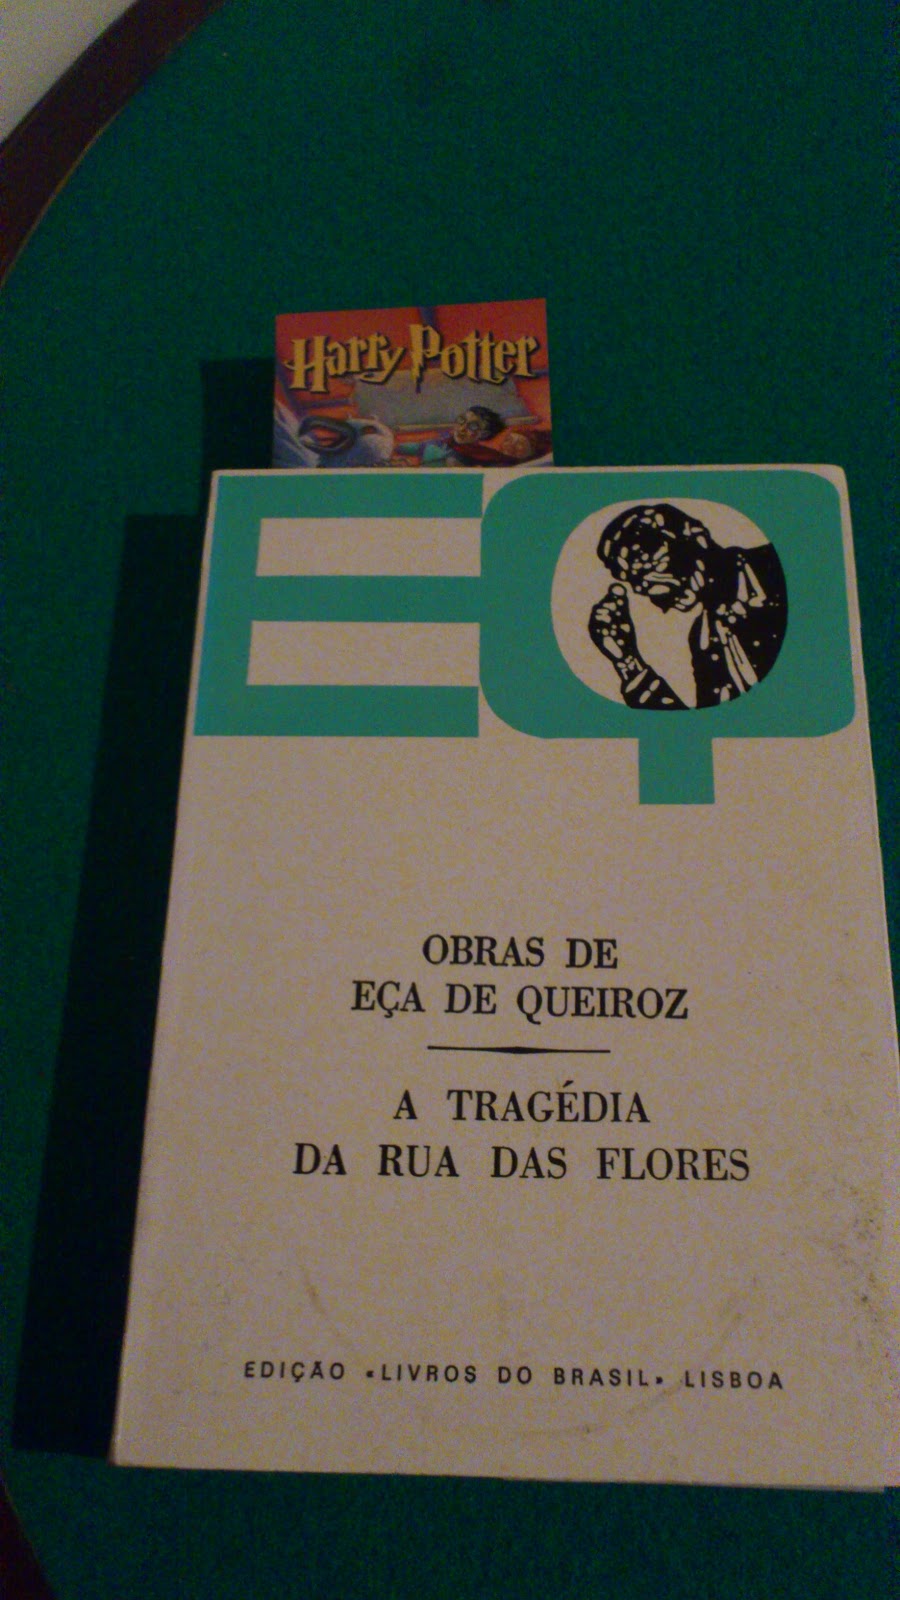 Harry Potter
EQ
OBRAS DE
EÇA DE QUEIROZ
A TRAGÉDIA
DA RUA DAS FLORES
EDIÇÃO «LIVROS DO BRASIL» LISBOA